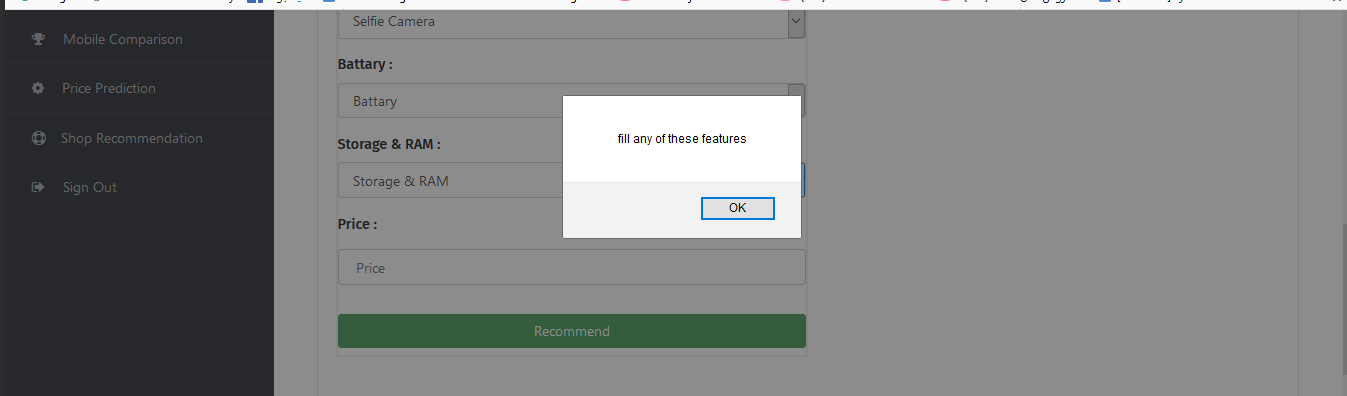 Selfie Camera
Mobile Comparison
Battary :
Price Prediction
Battary
fill any of these features
Shop Recommendation
Storage & RAM :
Storage & RAM
Sign Out
OK
Price :
Price
Recommend